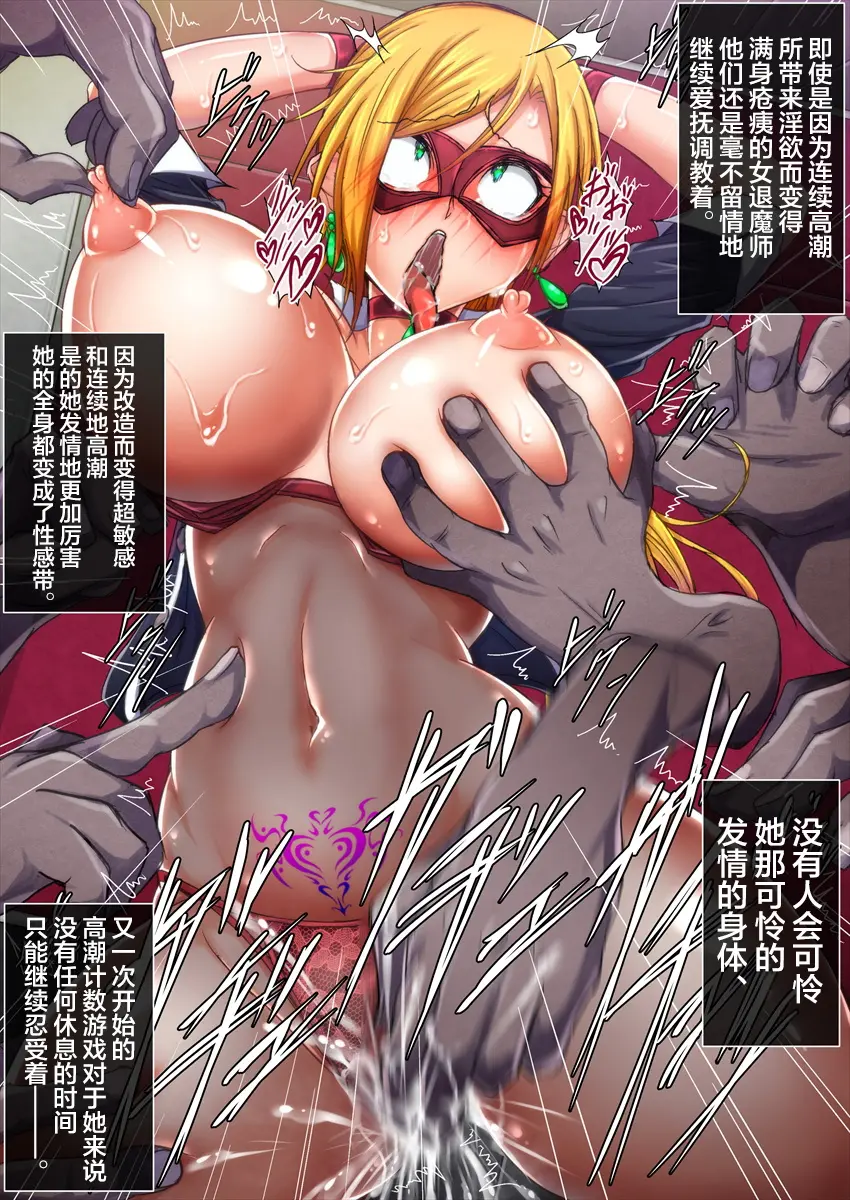 即使是因为连续高潮
所带来淫欲而变得
满身疮痍的女退魔师
他们还是毫不留情地
继续爱抚调教着。
因为改造而变得超敏感
和连续地高潮
是的她发情地更加厉害
她的全身都变成了性感带。
没有人会可怜
她那可怜的
发情的身体、
又一次开始的
高潮计数游戏对于她来说
没有任何休息的时间
只能继续忍受着——。